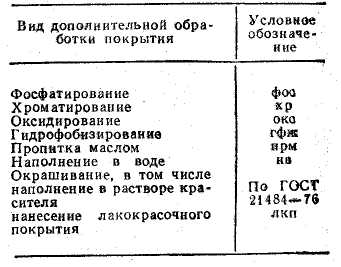 Вид дополнительной обра-
ботки покрытия
Условное
обозначе-
ние
Фосфатирование фос
Хроматирование хр
Оксидирование окс
Гидрофобизирование гфж
Пропитка маслом прм
Наполнение в воде нв
Окрашивание, в том числе
наполнение в растворе кра- По ГОСТ
сителя 21484—76
нанесение лакокрасочного лкп
покрытия